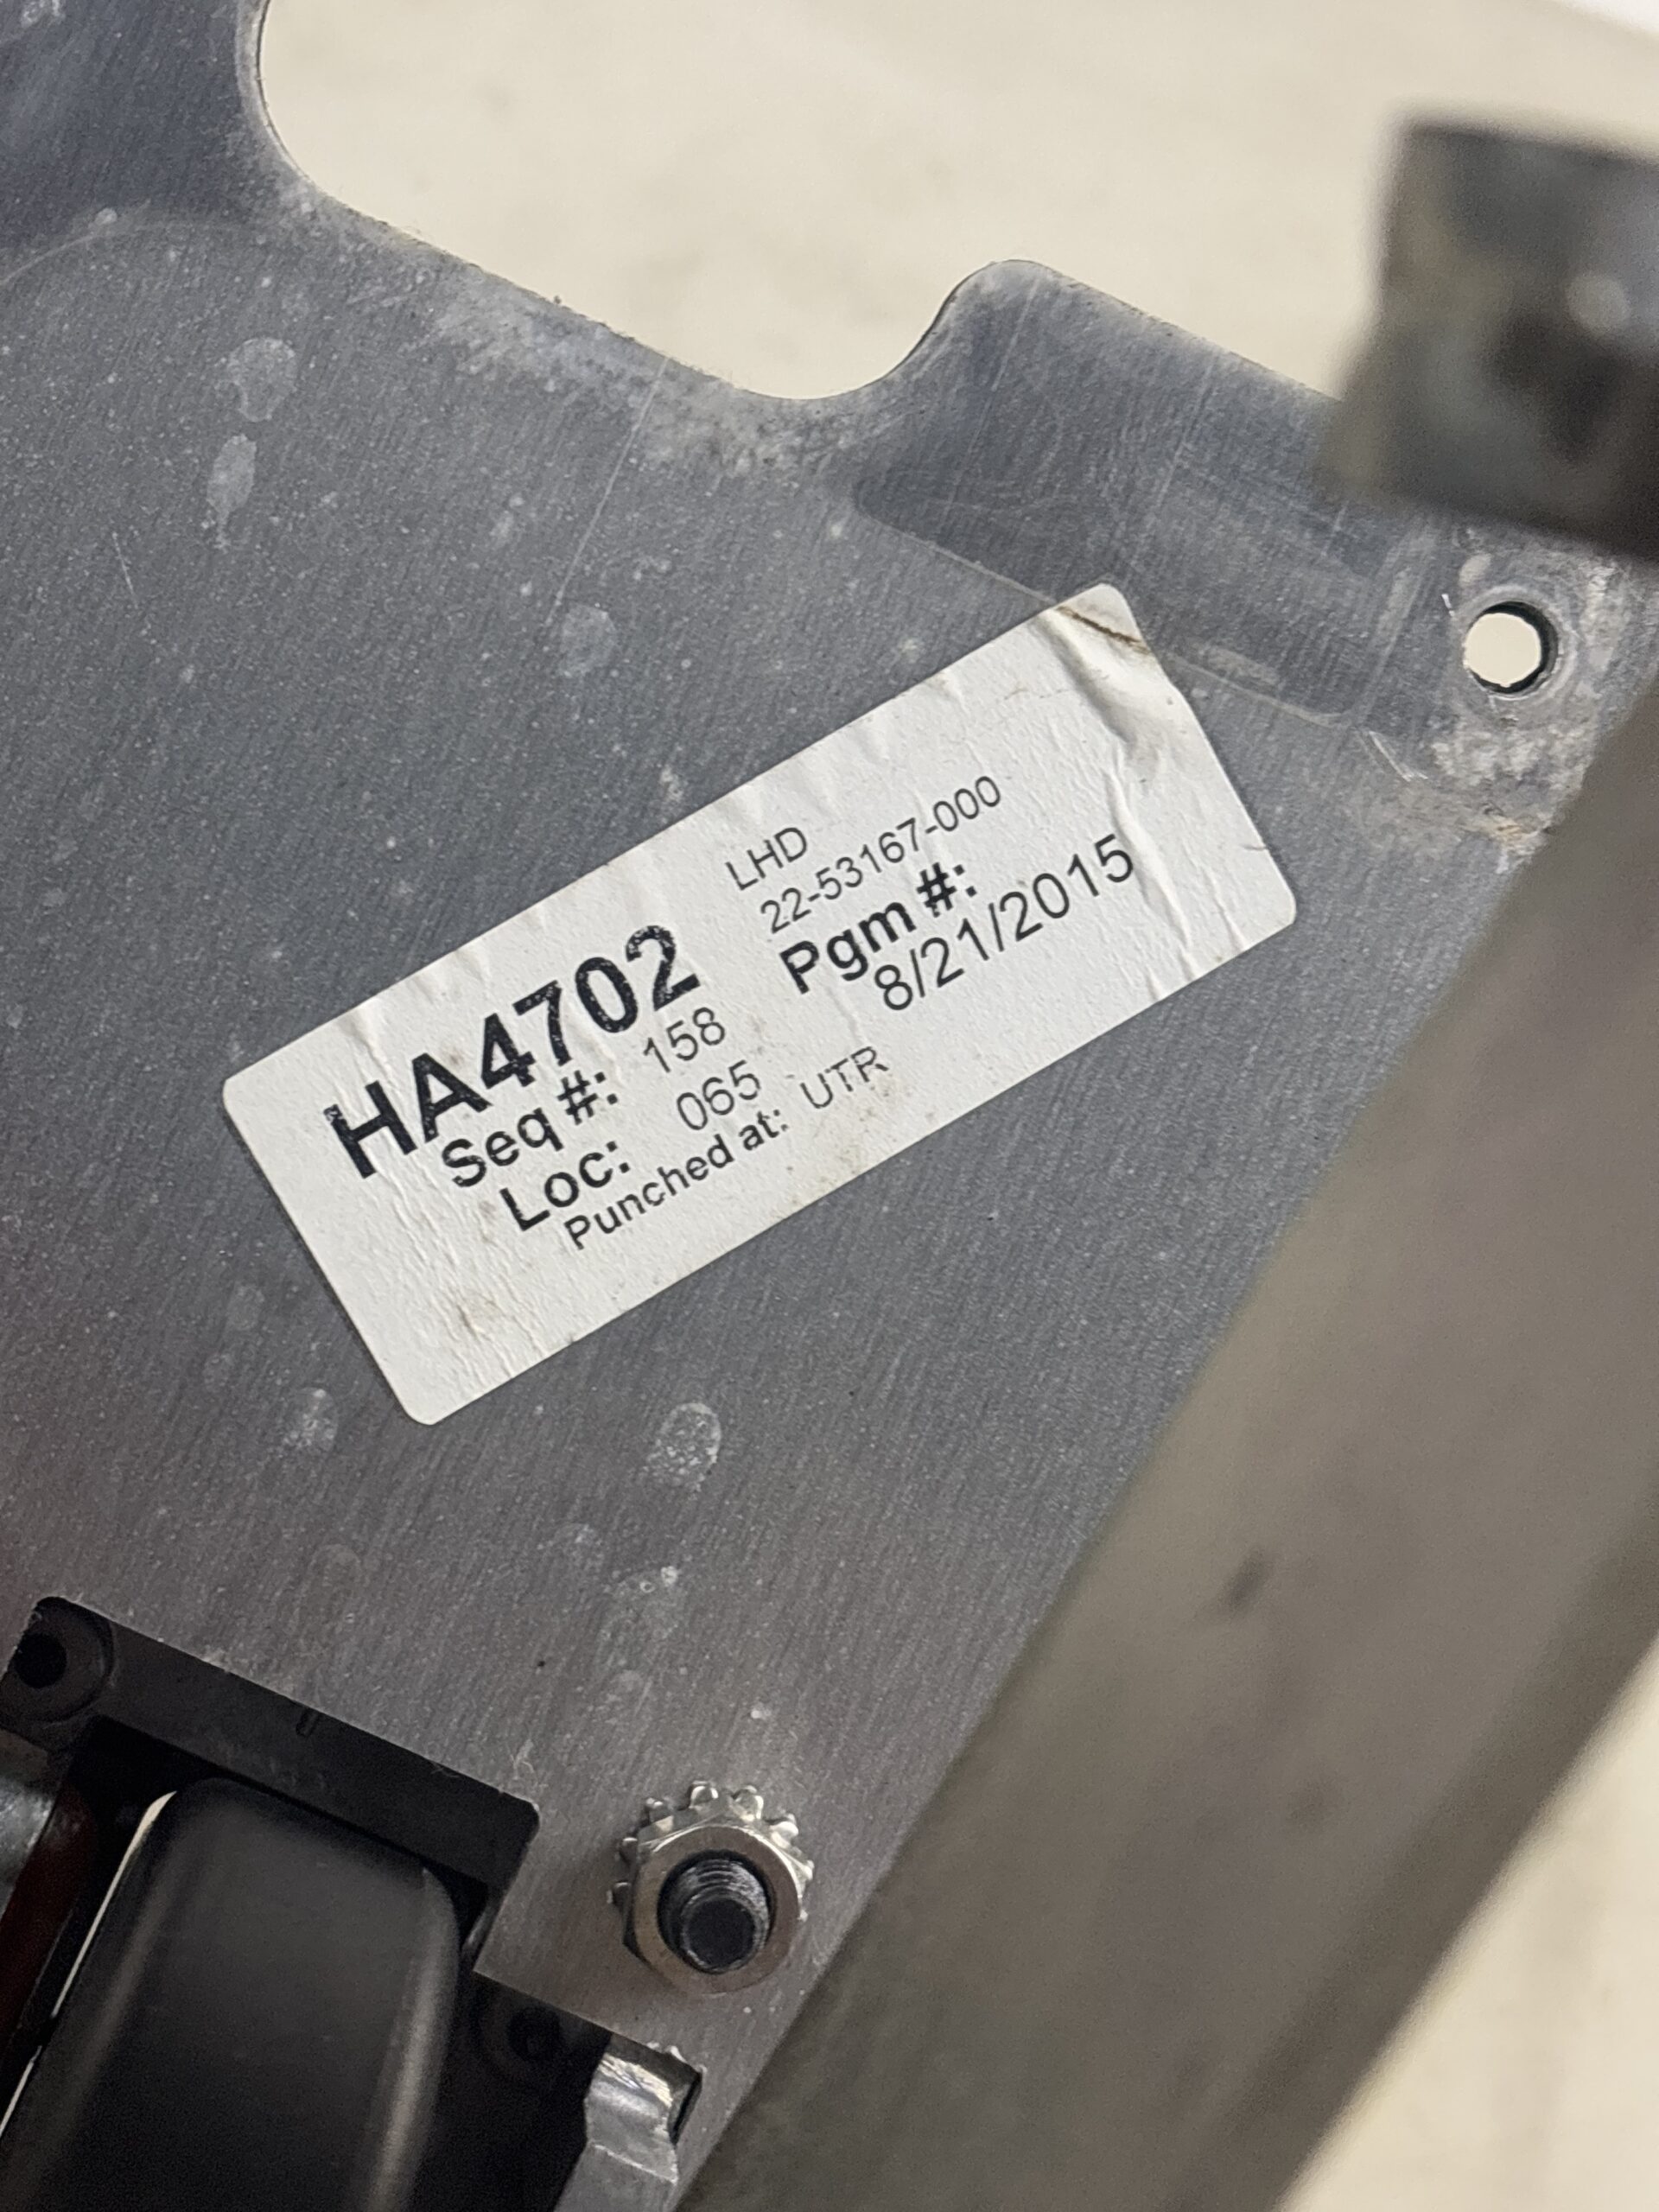 LHD
22-53167-000
HA4702
Pgm #:
Seq #: 158
8/21/2015
Loc: 065
Punched at: UTR